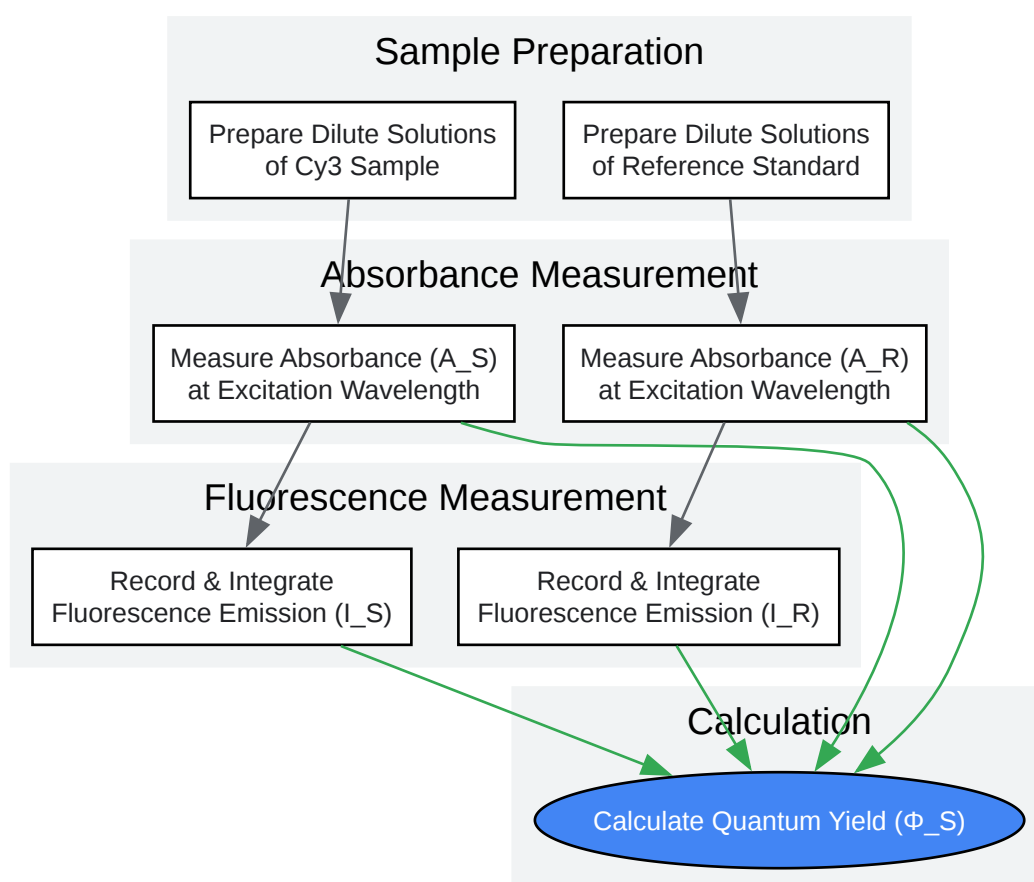 Sample Preparation
Prepare Dilute Solutions
of Cy3 Sample
Prepare Dilute Solutions
of Reference Standard
Absorbance Measurement
Measure Absorbance (A_S)
at Excitation Wavelength
Measure Absorbance (A_R)
at Excitation Wavelength
Fluorescence Measurement
Record & Integrate
Fluorescence Emission (I_S)
Record & Integrate
Fluorescence Emission (I_R)
Calculation
Calculate Quantum Yield (Φ_S)